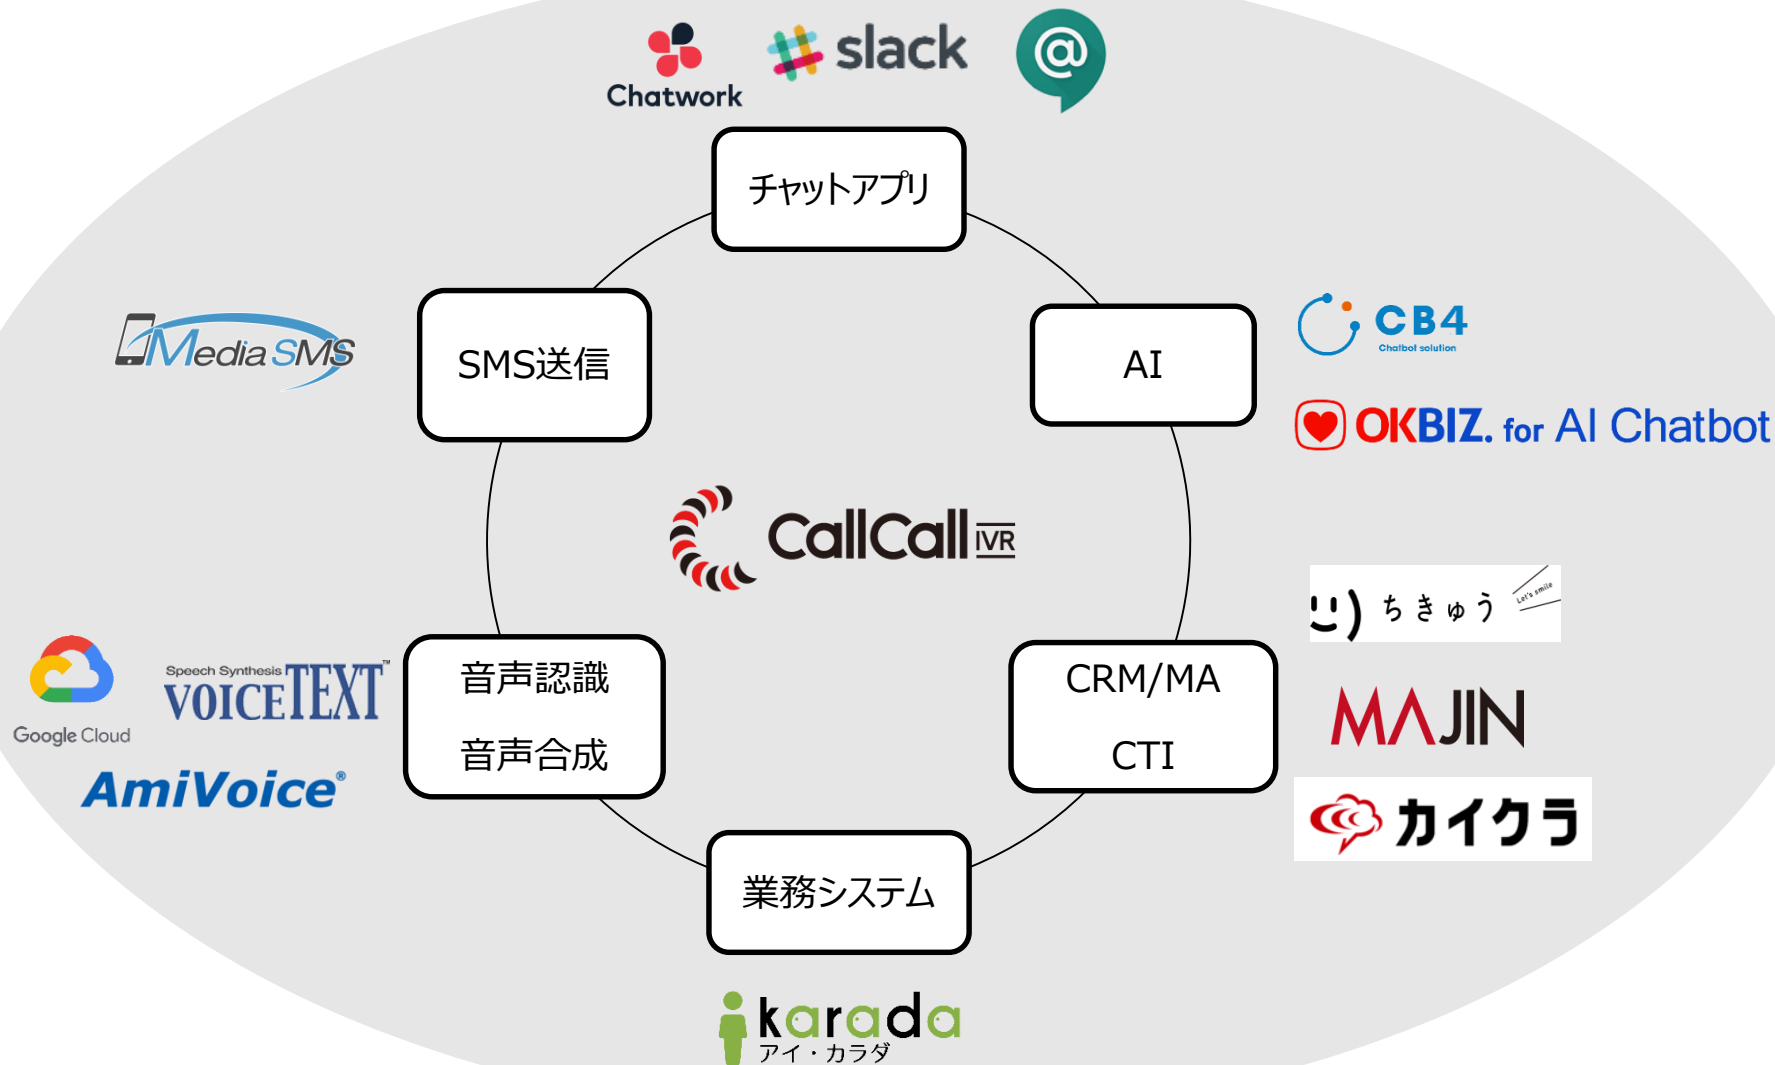 Chatwork
slack
@
チャットアプリ
Media SMS
SMS送信
AI
CB4
Chatbot solution
OKBIZ. for AI Chatbot
CallCall IVR
ちきゅう
Let's smile
Google Cloud
Speech Synthesis
VOICETEXT™
音声認識
音声合成
AmiVoice®
CRM/MA
CTI
MAJIN
カイクラ
業務システム
karada
アイ・カラダ